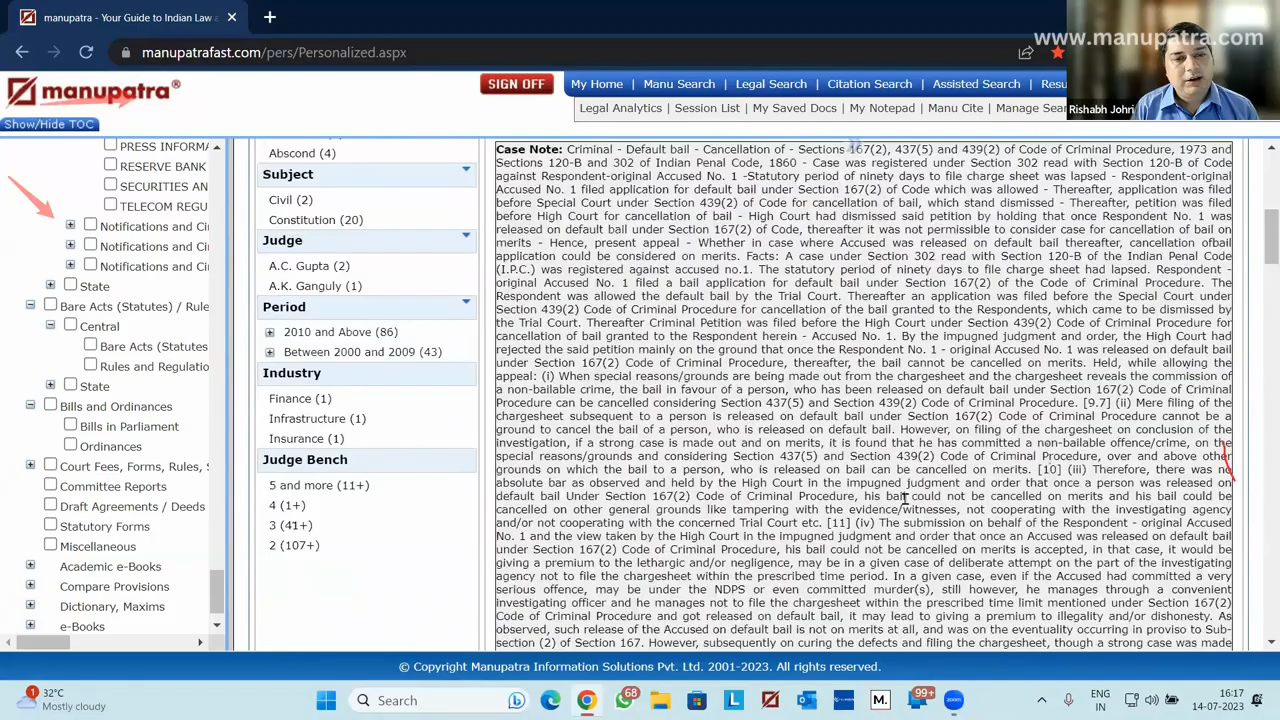 manupatra - Your Guide to Indian Law a
manupatrafast.com/pers/Personalized.aspx
www.manupatra.com
Rishabh Johri
manupatra®
SIGN OFF
My Home | Manu Search | Legal Search | Citation Search | Assisted Search | Resu
Legal Analytics | Session List | My Saved Docs | My Notepad | Manu Cite | Manage Sear
Show/Hide TOC
PRESS INFORMA
RESERVE BANK
SECURITIES AN
TELECOM REGU
Notifications and Ci
Notifications and Ci
Notifications and Ci
State
Bare Acts (Statutes) / Rule
Central
Bare Acts (Statutes
Rules and Regulatio
State
Bills and Ordinances
Bills in Parliament
Ordinances
Court Fees, Forms, Rules,
Committee Reports
Draft Agreements / Deeds
Statutory Forms
Miscellaneous
Academic e-Books
Compare Provisions
Dictionary, Maxims
e-Books
Abscond (4)
Subject
Civil (2)
Constitution (20)
Judge
A.C. Gupta (2)
A.K. Ganguly (1)
Period
2010 and Above (86)
Between 2000 and 2009 (43)
Industry
Finance (1)
Infrastructure (1)
Insurance (1)
Judge Bench
5 and more (11+)
4 (1+)
3 (41+)
2 (107+)
Case Note: Criminal - Default bail - Cancellation of - Sections 167(2), 437(5) and 439(2) of Code of Criminal Procedure, 1973 and
Sections 120-B and 302 of Indian Penal Code, 1860 - Case was registered under Section 302 read with Section 120-B of Code
against Respondent-original Accused No. 1 -Statutory period of ninety days to file charge sheet was lapsed - Respondent-original
Accused No. 1 filed application for default bail under Section 167(2) of Code which was allowed - Thereafter, application was filed
before Special Court under Section 439(2) of Code for cancellation of bail, which stand dismissed - Thereafter, petition was filed
before High Court for cancellation of bail - High Court had dismissed said petition by holding that once Respondent No. 1 was
released on default bail under Section 167(2) of Code, thereafter it was not permissible to consider case for cancellation of bail on
merits - Hence, present appeal - Whether in case where Accused was released on default bail thereafter, cancellation ofbail
application could be considered on merits. Facts: A case under Section 302 read with Section 120-B of the Indian Penal Code
(I.P.C.) was registered against accused no.1. The statutory period of ninety days to file charge sheet had lapsed. Respondent -
original Accused No. 1 filed a bail application for default bail under Section 167(2) of the Code of Criminal Procedure. The
Respondent was allowed the default bail by the Trial Court. Thereafter an application was filed before the Special Court under
Section 439(2) Code of Criminal Procedure for cancellation of the bail granted to the Respondents, which came to be dismissed by
the Trial Court. Thereafter Criminal Petition was filed before the High Court under Section 439(2) Code of Criminal Procedure for
cancellation of bail granted to the Respondent herein - Accused No. 1. By the impugned judgment and order, the High Court had
rejected the said petition mainly on the ground that once the Respondent No. 1 - original Accused No. 1 was released on default bail
under Section 167(2) Code of Criminal Procedure, thereafter, the bail cannot be cancelled on merits. Held, while allowing the
appeal: (i) When special reasons/grounds are being made out from the chargesheet and the chargesheet reveals the commission of
a non-bailable crime, the bail in favour of a person, who has been released on default bail under Section 167(2) Code of Criminal
Procedure can be cancelled considering Section 437(5) and Section 439(2) Code of Criminal Procedure. [9.7] (ii) Mere filing of the
chargesheet subsequent to a person is released on default bail under Section 167(2) Code of Criminal Procedure cannot be a
ground to cancel the bail of a person, who is released on default bail. However, on filing of the chargesheet on conclusion of the
investigation, if a strong case is made out and on merits, it is found that he has committed a non-bailable offence/crime, on the
special reasons/grounds and considering Section 437(5) and Section 439(2) Code of Criminal Procedure, over and above other
grounds on which the bail to a person, who is released on bail can be cancelled on merits. [10] (iii) Therefore, there was no
absolute bar as observed and held by the High Court in the impugned judgment and order that once a person was released on
default bail Under Section 167(2) Code of Criminal Procedure, his bail could not be cancelled on merits and his bail could be
cancelled on other general grounds like tampering with the evidence/witnesses, not cooperating with the investigating agency
and/or not cooperating with the concerned Trial Court etc. [11] (iv) The submission on behalf of the Respondent - original Accused
No. 1 and the view taken by the High Court in the impugned judgment and order that once an Accused was released on default bail
under Section 167(2) Code of Criminal Procedure, his bail could not be cancelled on merits is accepted, in that case, it would be
giving a premium to the lethargic and/or negligence, may be in a given case of deliberate attempt on the part of the investigating
agency not to file the chargesheet within the prescribed time period. In a given case, even if the Accused had committed a very
serious offence, may be under the NDPS or even committed murder(s), still however, he manages through a convenient
investigating officer and he manages not to file the chargesheet within the prescribed time limit mentioned under Section 167(2)
Code of Criminal Procedure and got released on default bail, it may lead to giving a premium to illegality and/or dishonesty. As
observed, such release of the Accused on default bail is not on merits at all, and was on the eventuality occurring in proviso to Sub-
section (2) of Section 167. However, subsequently on curing the defects and filing the chargesheet, though a strong case was made
© Copyright Manupatra Information Solutions Pvt. Ltd. 2001-2023. All rights reserved.
1
32°C
Mostly cloudy
Search
68
L
M.
99+
ENG
IN
16:17
14-07-2023